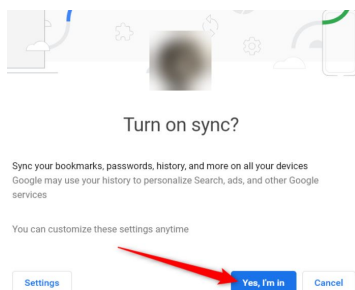 Turn on sync?
Sync your bookmarks, passwords, history, and more on all your devices
Google may use your history to personalize Search, ads, and other Google
services
You can customize these settings anytime
Settings
Yes, I'm in
Cancel